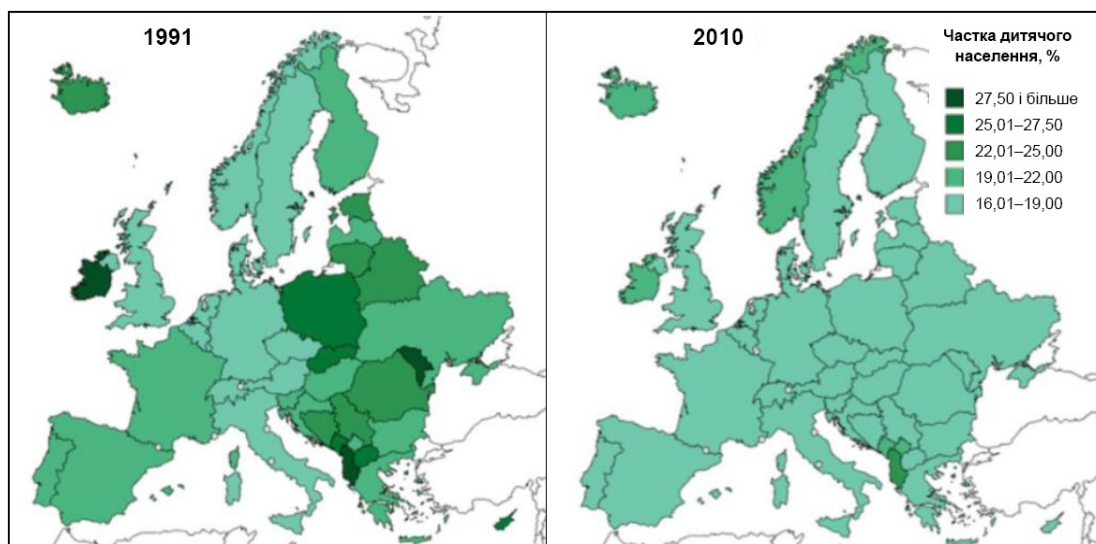 1991
2010
Частка дитячого
населення, %
27,50 і більше
25,01–27,50
22,01–25,00
19,01–22,00
16,01–19,00